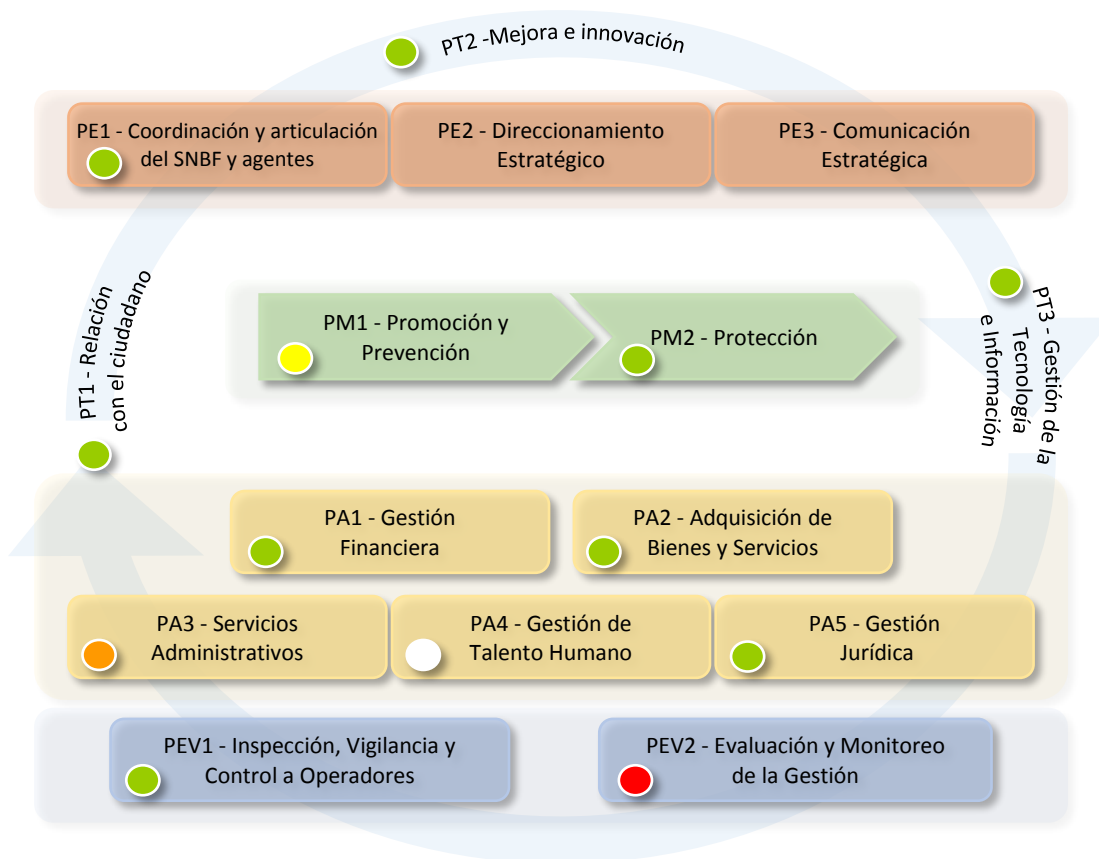 PT2 -Mejora e innovación
PE1 - Coordinación y articulación
del SNBF y agentes
PE2 - Direccionamiento
Estratégico
PE3 - Comunicación
Estratégica
PT1 - Relación
con el ciudadano
PM1 - Promoción y
Prevención
PM2 - Protección
PT3 - Gestión de la
Tecnología
e Información
PA1 - Gestión
Financiera
PA2 - Adquisición de
Bienes y Servicios
PA3 - Servicios
Administrativos
PA4 - Gestión de
Talento Humano
PA5 - Gestión
Jurídica
PEV1 - Inspección, Vigilancia y
Control a Operadores
PEV2 - Evaluación y Monitoreo
de la Gestión